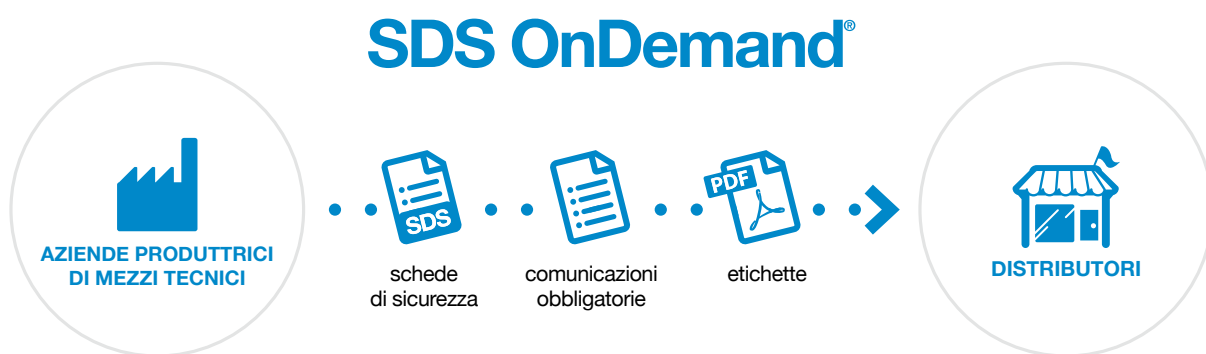 SDS OnDemand®
AZIENDE PRODUTTRICI
DI MEZZI TECNICI
SDS
schede
di sicurezza
comunicazioni
obbligatorie
PDF
etichette
DISTRIBUTORI